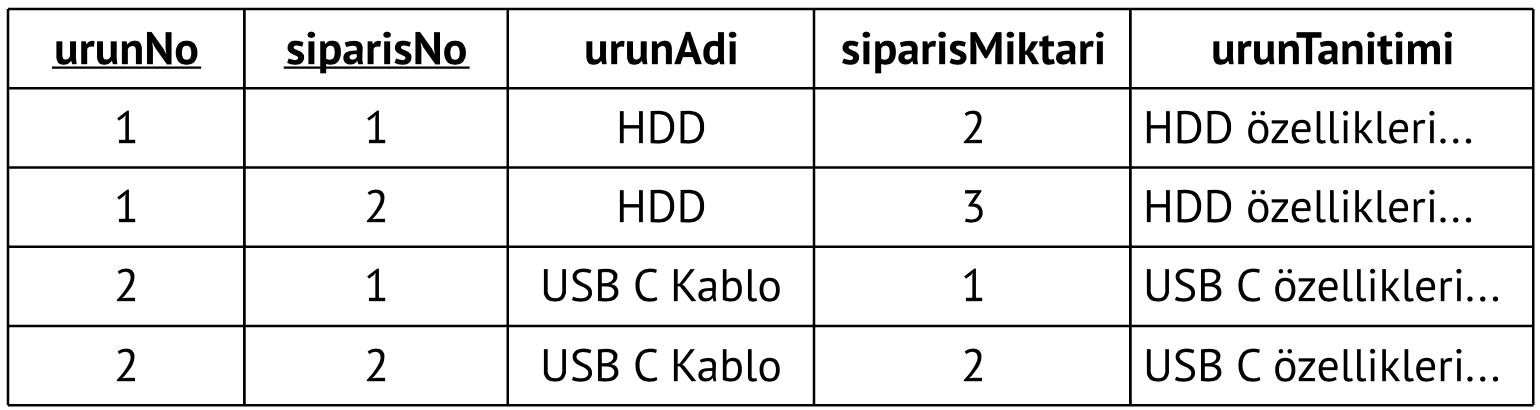 urunNo siparisNo urunAdi siparisMiktari urunTanitimi
1 1 HDD 2 HDD özellikleri...
1 2 HDD 3 HDD özellikleri...
2 1 USB C Kablo 1 USB C özellikleri...
2 2 USB C Kablo 2 USB C özellikleri...